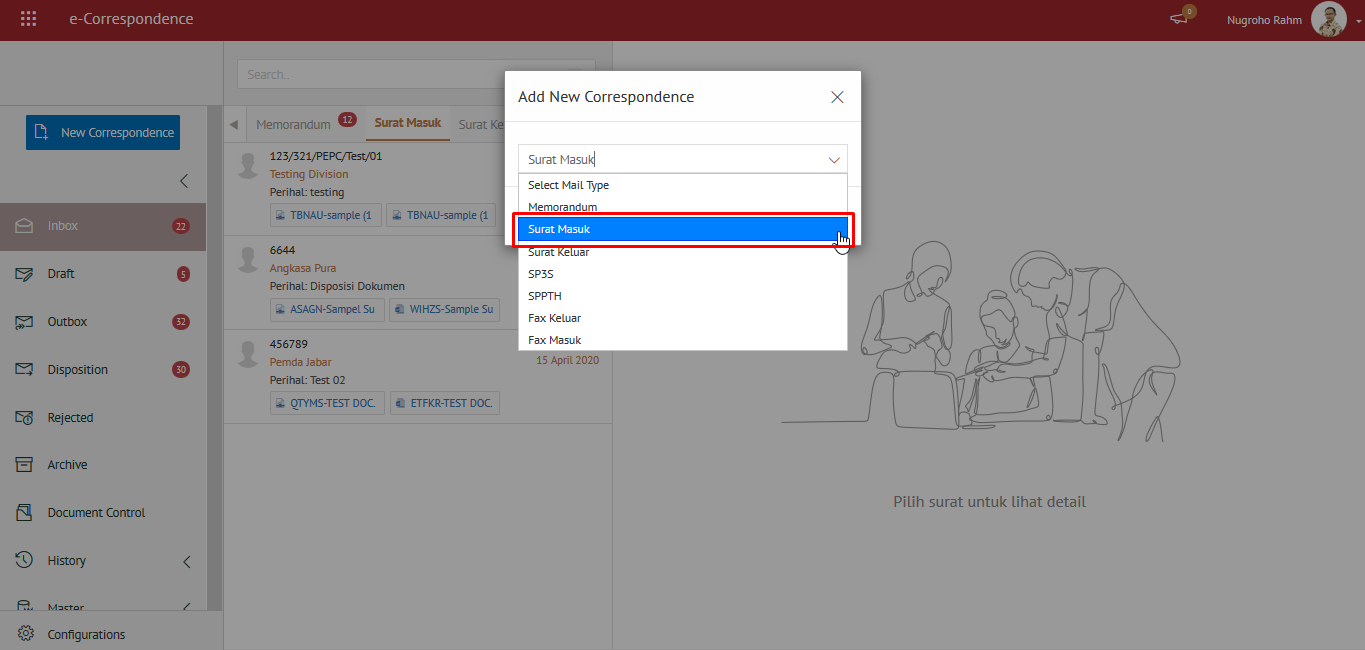 e-Correspondence
0
Nugroho Rahm
Search..
New Correspondence
Inbox 22
Draft 5
Outbox 32
Disposition 30
Rejected
Archive
Document Control
History
Master
Configurations
Memorandum 12 Surat Masuk Surat Ke
123/321/PEPC/Test/01
Testing Division
Perihal: testing
TBNAU-sample (1 TBNAU-sample (1
6644
Angkasa Pura
Perihal: Disposisi Dokumen
ASAGN-Sampel Su WIHZS-Sample Su
456789
Pemda Jabar 15 April 2020
Perihal: Test 02
QTYMS-TEST DOC. ETFKR-TEST DOC.
Add New Correspondence
Surat Masuk
Select Mail Type
Memorandum
Surat Masuk
Surat Keluar
SP3S
SPPTH
Fax Keluar
Fax Masuk
Pilih surat untuk lihat detail